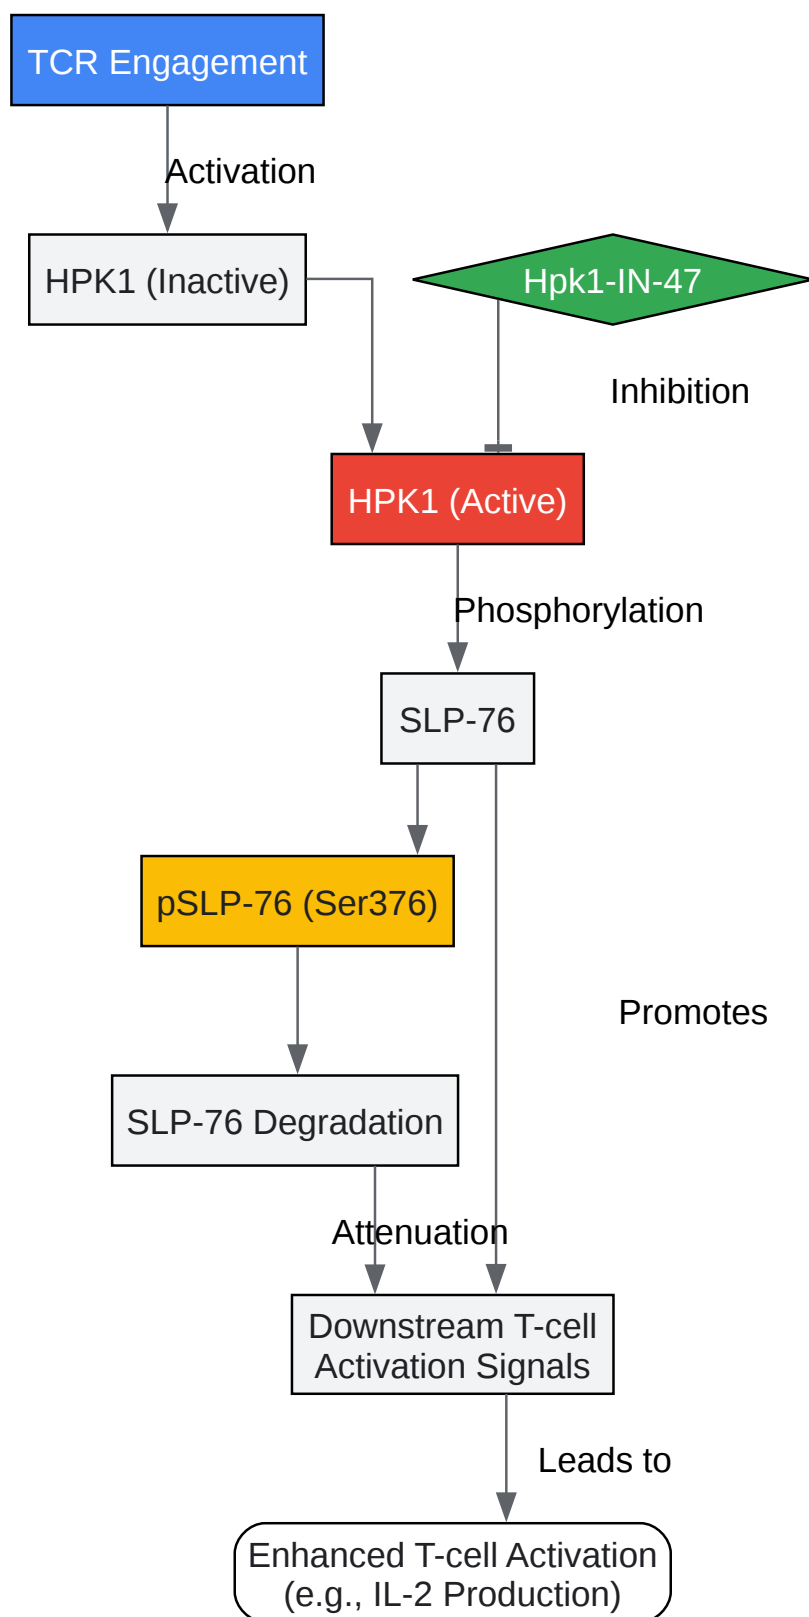 TCR Engagement
Activation
HPK1 (Inactive)
Hpk1-IN-47
Inhibition
HPK1 (Active)
Phosphorylation
SLP-76
pSLP-76 (Ser376)
Promotes
SLP-76 Degradation
Attenuation
Downstream T-cell
Activation Signals
Leads to
Enhanced T-cell Activation
(e.g., IL-2 Production)